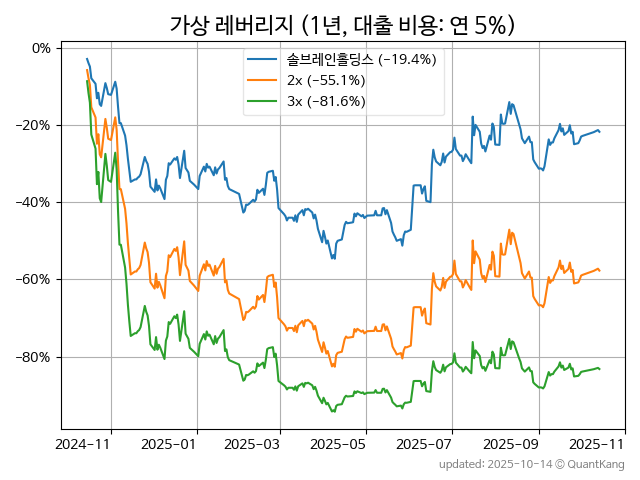 가상 레버리지 (1년, 대출 비용: 연 5%)
솔브레인홀딩스 (−19.4%)
2x (−55.1%)
3x (−81.6%)
0%
−20%
−40%
−60%
−80%
2024-11
2025-01
2025-03
2025-05
2025-07
2025-09
2025-11
updated: 2025-10-14 © QuantKang